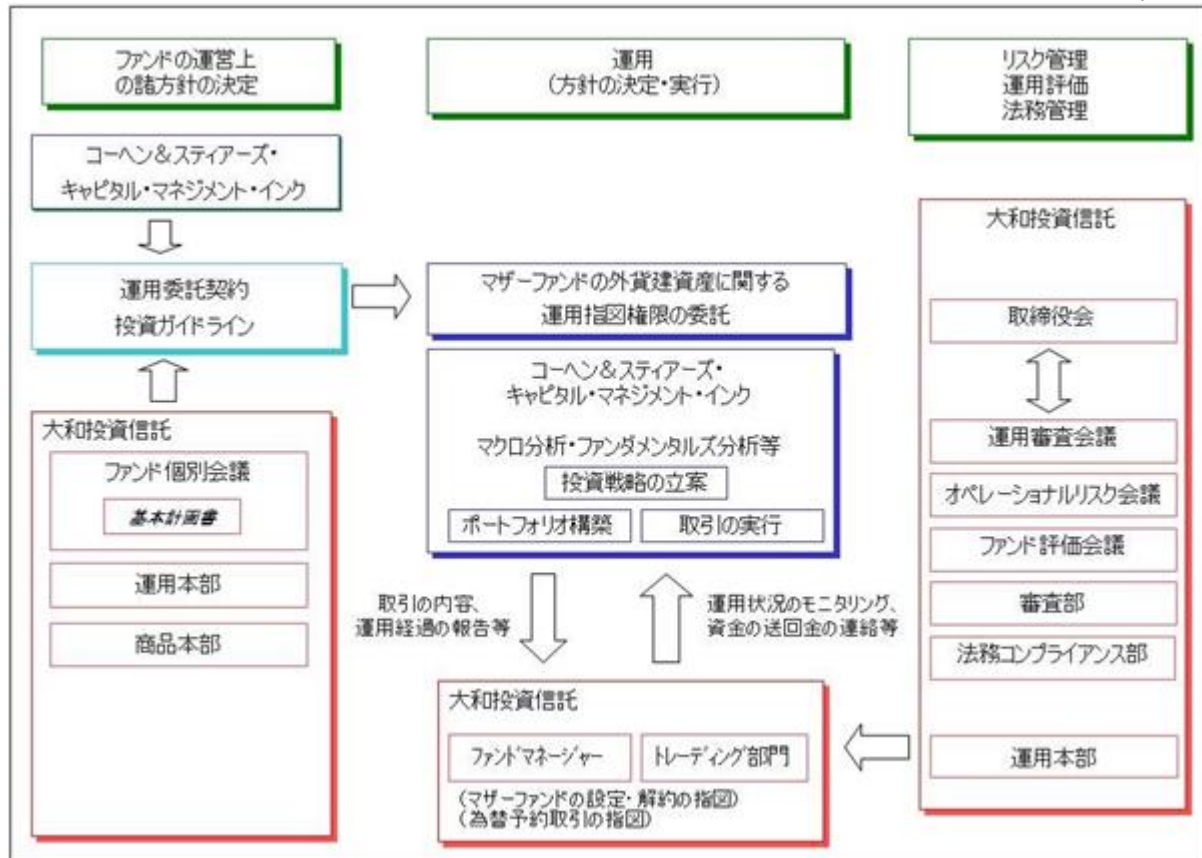 ファンドの運営上
の諸方針の決定
運用
(方針の決定・実行)
リスク管理
運用評価
法務管理
コーヘン&スティアーズ・
キャピタル・マネジメント・インク
運用委託契約
投資ガイドライン
マザーファンドの外貨建資産に関する
運用指図権限の委託
大和投資信託
ファンド個別会議
基本計画書
運用本部
商品本部
コーヘン&スティアーズ・
キャピタル・マネジメント・インク
マクロ分析・ファンダメンタルズ分析等
投資戦略の立案
ポートフォリオ構築
取引の実行
取引の内容、
運用経過の報告等
運用状況のモニタリング、
資金の送回金の連絡等
大和投資信託
ファンドマネージャー
トレーディング部門
(マザーファンドの設定・解約の指図)
(為替予約取引の指図)
大和投資信託
取締役会
運用審査会議
オペレーショナルリスク会議
ファンド評価会議
審査部
法務コンプライアンス部
運用本部